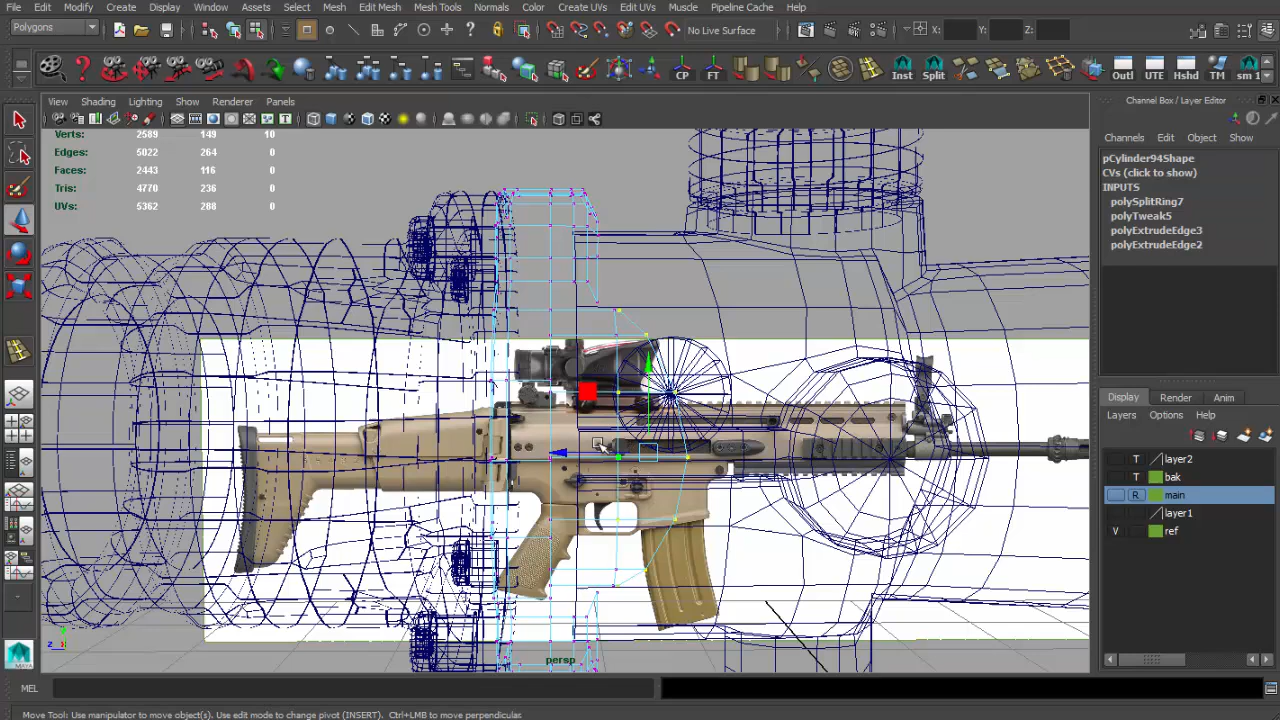 File Edit Modify Create Display Window Assets Select Mesh Edit Mesh Mesh Tools Normals Color Create UVs Edit UVs Muscle Pipeline Cache Help
Polygons No Live Surface X: Y: Z:
CP FT Inst Split Outl UTE Hshd TM sm 1
View Shading Lighting Show Renderer Panels
Channel Box / Layer Editor
Verts: 2589 149 10
Edges: 5022 264 0
Faces: 2443 116 0
Tris: 4770 236 0
UVs: 5362 288 0
Channels Edit Object Show
pCylinder94Shape
CVs (click to show)
INPUTS
polySplitRing7
polyTweak5
polyExtrudeEdge3
polyExtrudeEdge2
Display Render Anim
Layers Options Help
T layer2
T bak
R main
layer1
V ref
z x
persp
MAYA
MEL
Move Tool: Use manipulator to move object(s). Use edit mode to change pivot (INSERT). Ctrl+LMB to move perpendicular.